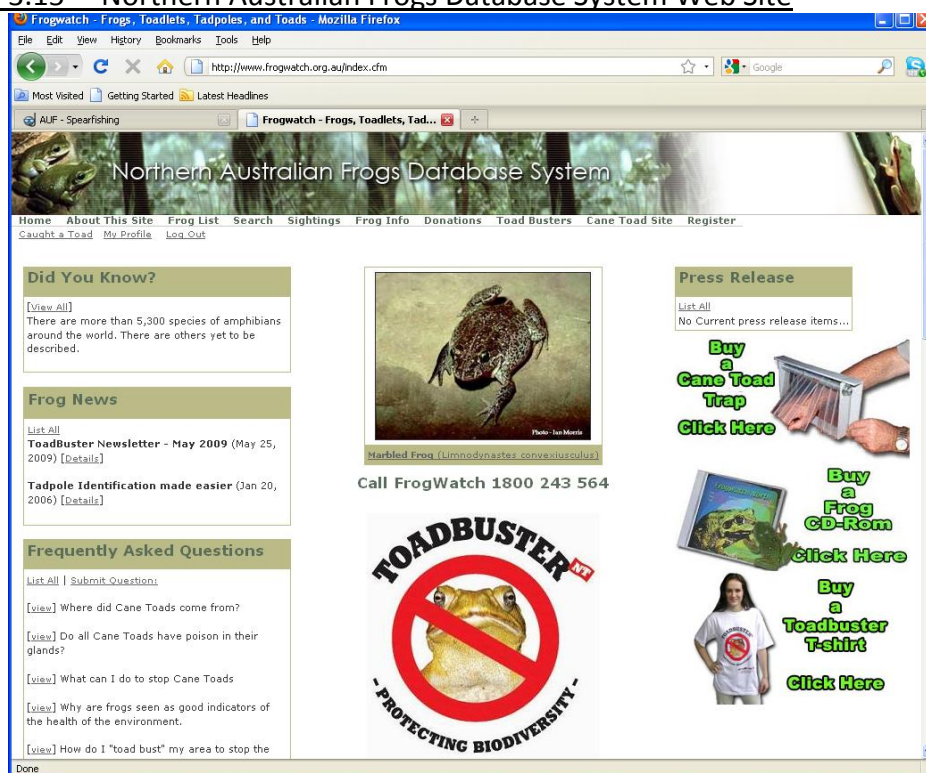 3.15 Northern Australian Frogs Database System Web Site
Frogwatch - Frogs, Toadlets, Tadpoles, and Toads - Mozilla Firefox
File Edit View History Bookmarks Tools Help
http://www.frogwatch.org.au/index.cfm
Google
Most Visited Getting Started Latest Headlines
AUF - Spearfishing
Frogwatch - Frogs, Toadlets, Tad...
Northern Australian Frogs Database System
Home About This Site Frog List Search Sightings Frog Info Donations Toad Busters Cane Toad Site Register
Caught a Toad My Profile Log Out
Did You Know?
[View All]
There are more than 5,300 species of amphibians
around the world. There are others yet to be
described.
Frog News
List All
ToadBuster Newsletter - May 2009 (May 25,
2009) [Details]
Tadpole Identification made easier (Jan 20,
2006) [Details]
Frequently Asked Questions
List All | Submit Question:
[view] Where did Cane Toads come from?
[view] Do all Cane Toads have poison in their
glands?
[view] What can I do to stop Cane Toads
[view] Why are frogs seen as good indicators of
the health of the environment.
[view] How do I "toad bust" my area to stop the
Photo - Ian Morris
Marbled Frog (Limnodynastes convexiusculus)
Call FrogWatch 1800 243 564
TOADBUSTER
NT
- PROTECTING BIODIVERSITY -
Press Release
List All
No Current press release items...
Buy
a
Cane Toad
Trap
Click Here
Buy
a
Frog
CD-Rom
Click Here
Buy
a
Toadbuster
T-shirt
Click Here
Done